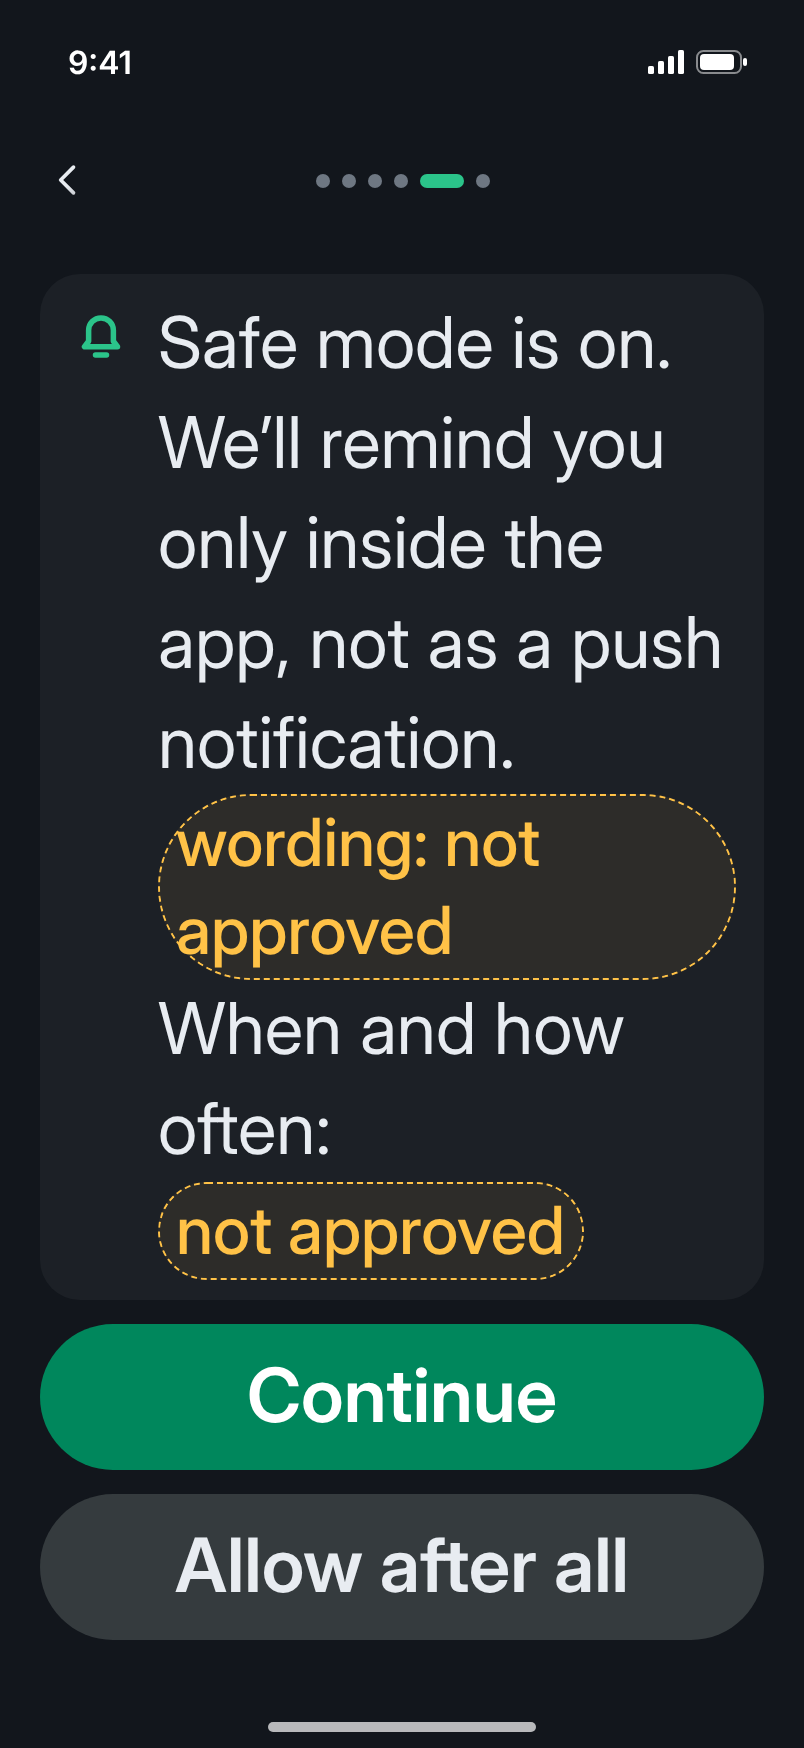 9:41
Safe mode is on.
We’ll remind you
only inside the
app, not as a push
notification.
wording: not
approved
When and how
often:
not approved
Continue
Allow after all